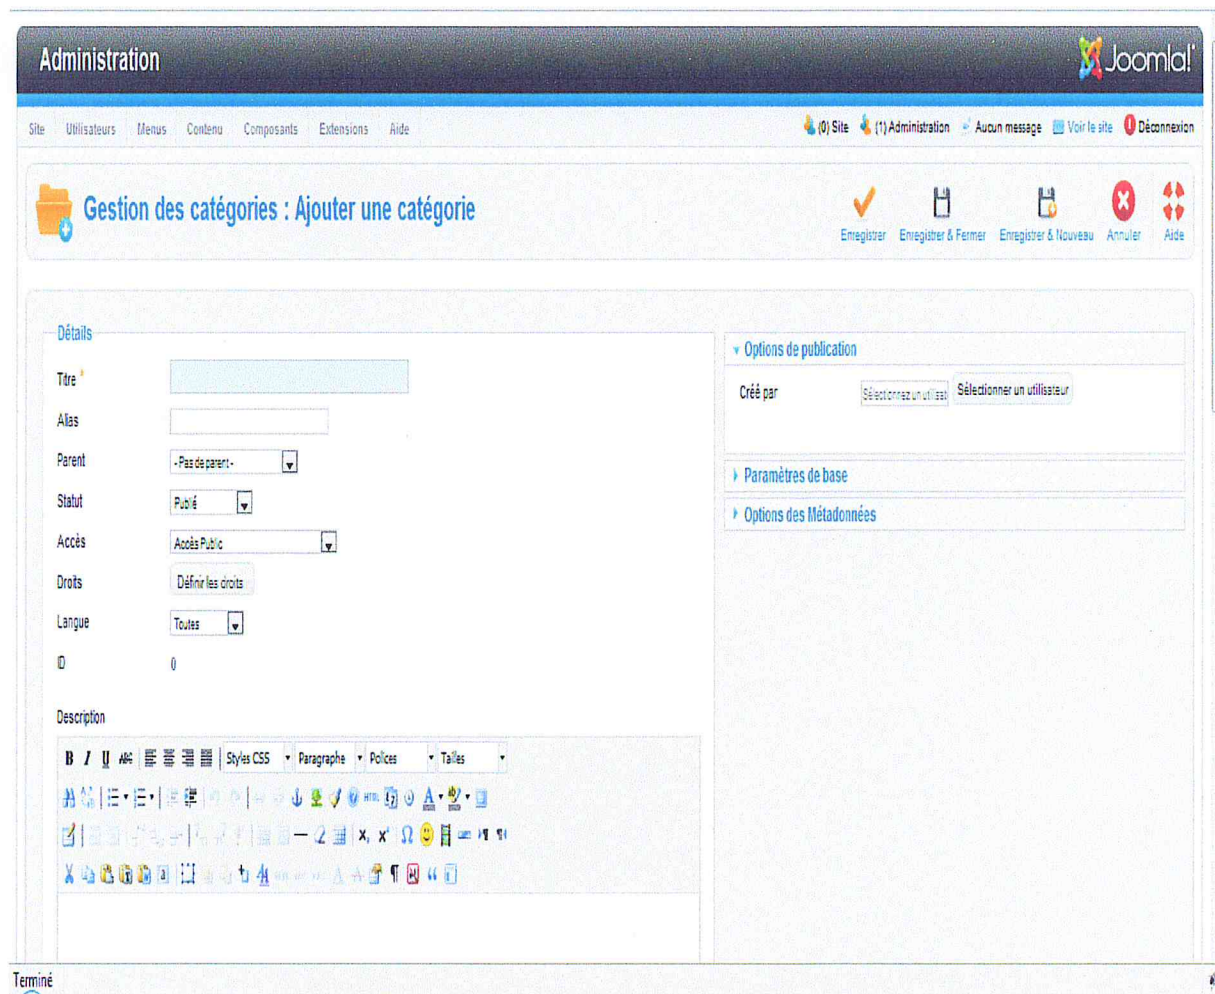 Administration
Joomla!
Site Utilisateurs Menus Contenu Composants Extensions Aide
(0) Site (1) Administration Aucun message Voir le site Déconnexion
Gestion des catégories : Ajouter une catégorie
Enregistrer Enregistrer & Fermer Enregistrer & Nouveau Annuler Aide
Détails
Titre *
Alias
Parent - Pas de parent -
Statut Publié
Accès Accès Public
Droits Définir les droits
Langue Toutes
ID 0
Description
B I U ABC Styles CSS Paragraphe Polices Tailles
HTML
Options de publication
Créé par Sélectionnez un utilisat Sélectionner un utilisateur
Paramètres de base
Options des Métadonnées
Terminé